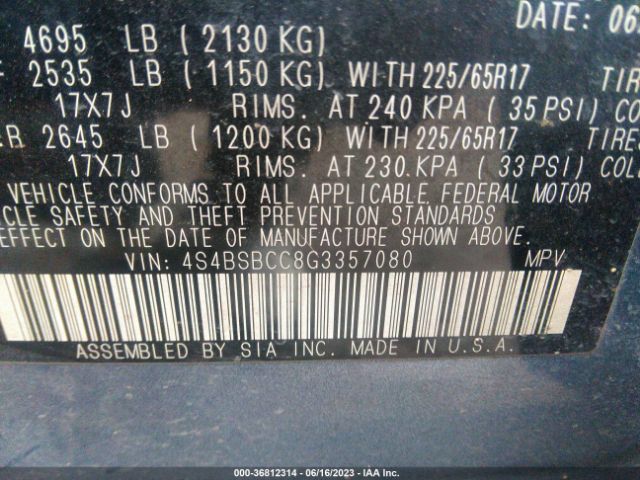 DATE: 06
4695 LB ( 2130 KG)
2535 LB ( 1150 KG) WITH 225/65R17 TIR
17X7J RIMS. AT 240 KPA ( 35 PSI) CO
R 2645 LB ( 1200 KG) WITH 225/65R17 TIRES
17X7J RIMS. AT 230 KPA ( 33 PSI) COL
VEHICLE CONFORMS TO ALL APPLICABLE FEDERAL MOTOR
CLE SAFETY AND THEFT PREVENTION STANDARDS
EFFECT ON THE DATE OF MANUFACTURE SHOWN ABOVE.
VIN: 4S4BSBCC8G3357080 MPV
ASSEMBLED BY SIA INC. MADE IN U.S.A.
000-36812314 - 06/16/2023 - IAAI.COM